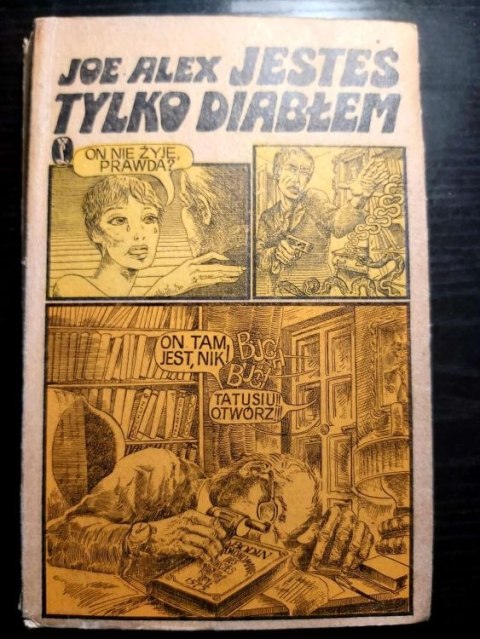 JOE ALEX JESTEŚ
TYLKO DIABŁEM
ON NIE ŻYJE,
PRAWDA?
ON TAM
JEST, NIK!
BUCH
BUCH
TATUSIU!
OTWÓRZ!!